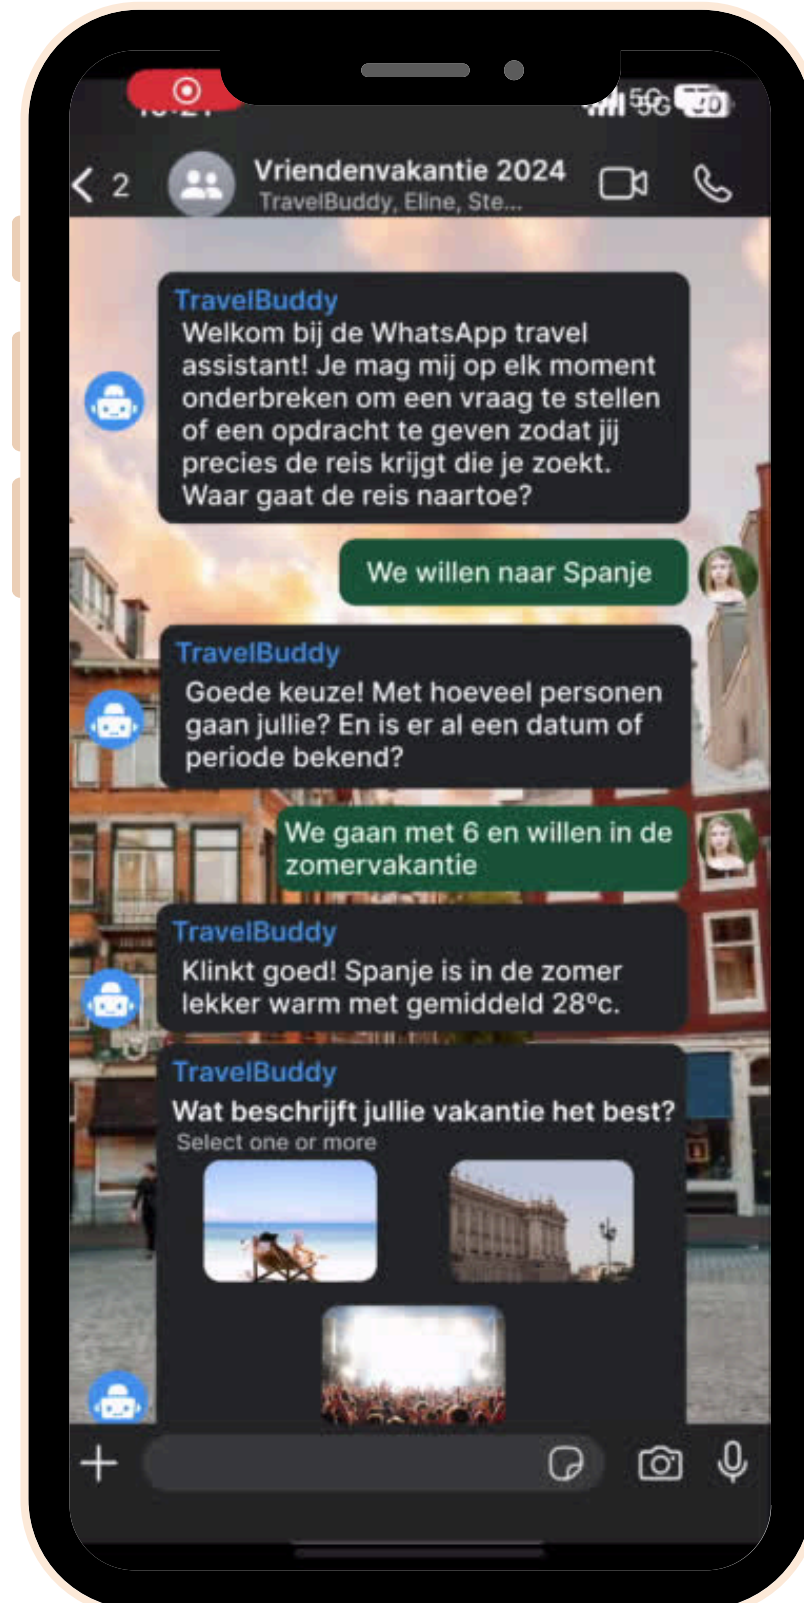 5G
2
Vriendenvakantie 2024
TravelBuddy, Eline, Ste...
TravelBuddy
Welkom bij de WhatsApp travel
assistant! Je mag mij op elk moment
onderbreken om een vraag te stellen
of een opdracht te geven zodat jij
precies de reis krijgt die je zoekt.
Waar gaat de reis naartoe?
We willen naar Spanje
TravelBuddy
Goede keuze! Met hoeveel personen
gaan jullie? En is er al een datum of
periode bekend?
We gaan met 6 en willen in de
zomervakantie
TravelBuddy
Klinkt goed! Spanje is in de zomer
lekker warm met gemiddeld 28ºc.
TravelBuddy
Wat beschrijft jullie vakantie het best?
Select one or more